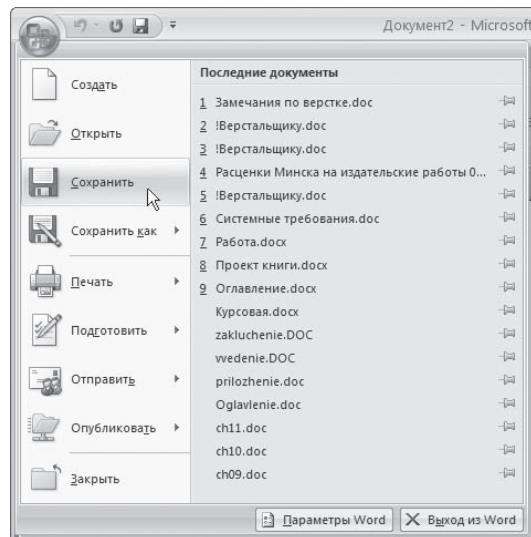 Документ2 - Microsoft
Создать
Открыть
Сохранить
Сохранить как
Печать
Подготовить
Отправить
Опубликовать
Закрыть
Последние документы
1 Замечания по верстке.doc
2 !Верстальщику.doc
3 !Верстальщику.doc
4 Расценки Минска на издательские работы 0...
5 !Верстальщику.doc
6 Системные требования.doc
7 Работа.docx
8 Проект книги.docx
9 Оглавление.docx
Курсовая.docx
zakluchenie.DOC
vvedenie.DOC
prilozhenie.doc
Oglavlenie.doc
ch11.doc
ch10.doc
ch09.doc
Параметры Word
Выход из Word